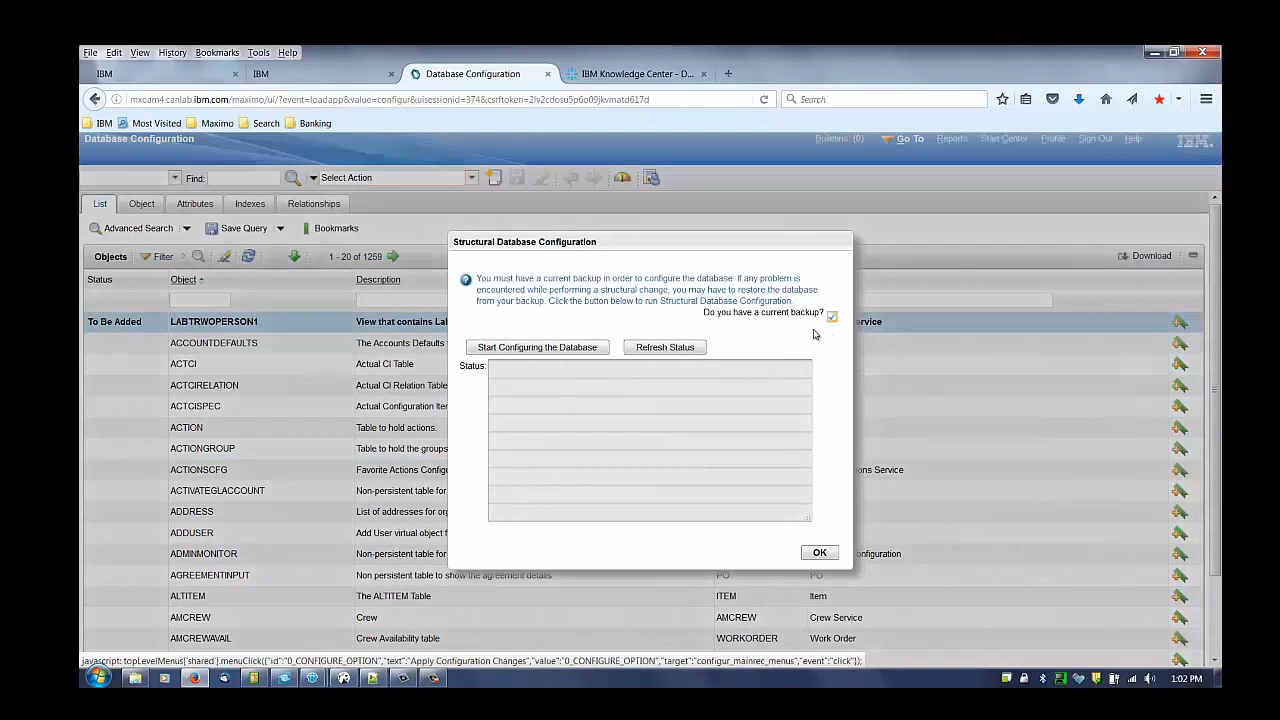 File Edit View History Bookmarks Tools Help
IBM × IBM × Database Configuration × IBM Knowledge Center - D... × +
mxeam4.canlab.ibm.com/maximo/ui/?event=loadapp&value=configur&uisessionid=374&csrftoken=2lv2cdosu5p6o09jkvmatd617d Search
IBM Most Visited Maximo Search Banking
Database Configuration Bulletins: (0) Go To Reports Start Center Profile Sign Out Help IBM.
Find: Select Action
List Object Attributes Indexes Relationships
Advanced Search Save Query Bookmarks
Objects Filter 1 - 20 of 1259 Download
Status Object Description
To Be Added LABTRWOPERSON1 View that contains Lal ervice
ACCOUNTDEFAULTS The Accounts Defaults
ACTCI Actual CI Table
ACTCIRELATION Actual CI Relation Table
ACTCISPEC Actual Configuration Iter
ACTION Table to hold actions.
ACTIONGROUP Table to hold the groups
ACTIONSCFG Favorite Actions Configu ons Service
ACTIVATEGLACCOUNT Non-persistent table for
ADDRESS List of addresses for org
ADDUSER Add User virtual object f
ADMINMONITOR Non-persistent table for onfiguration
AGREEMENTINPUT Non persistent table to show the agreement details PO PO
ALTITEM The ALTITEM Table ITEM Item
AMCREW Crew AMCREW Crew Service
AMCREWAVAIL Crew Availability table WORKORDER Work Order
Structural Database Configuration
You must have a current backup in order to configure the database. If any problem is
encountered while performing a structural change, you may have to restore the database
from your backup. Click the button below to run Structural Database Configuration.
Do you have a current backup?
Start Configuring the Database Refresh Status
Status:
OK
javascript: topLevelMenus['shared'].menuClick({"id":"0_CONFIGURE_OPTION","text":"Apply Configuration Changes","value":"0_CONFIGURE_OPTION","target":"configur_mainrec_menus","event":"click"});
1:02 PM